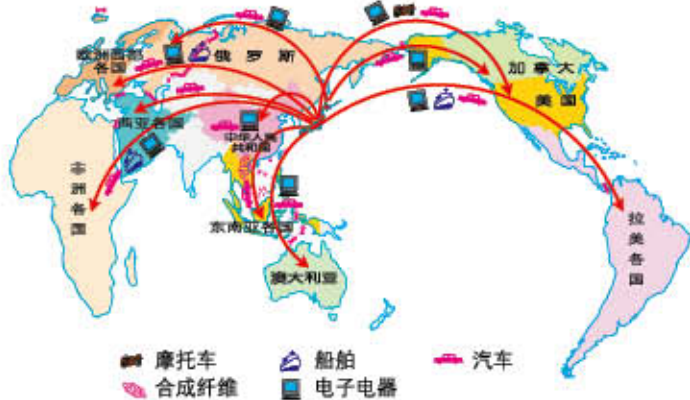 欧洲西部
各国
俄罗斯
加拿大
美国
西亚各国
中华人民
共和国
非洲各国
东南亚各国
澳大利亚
拉美各国
摩托车
船舶
汽车
合成纤维
电子电器